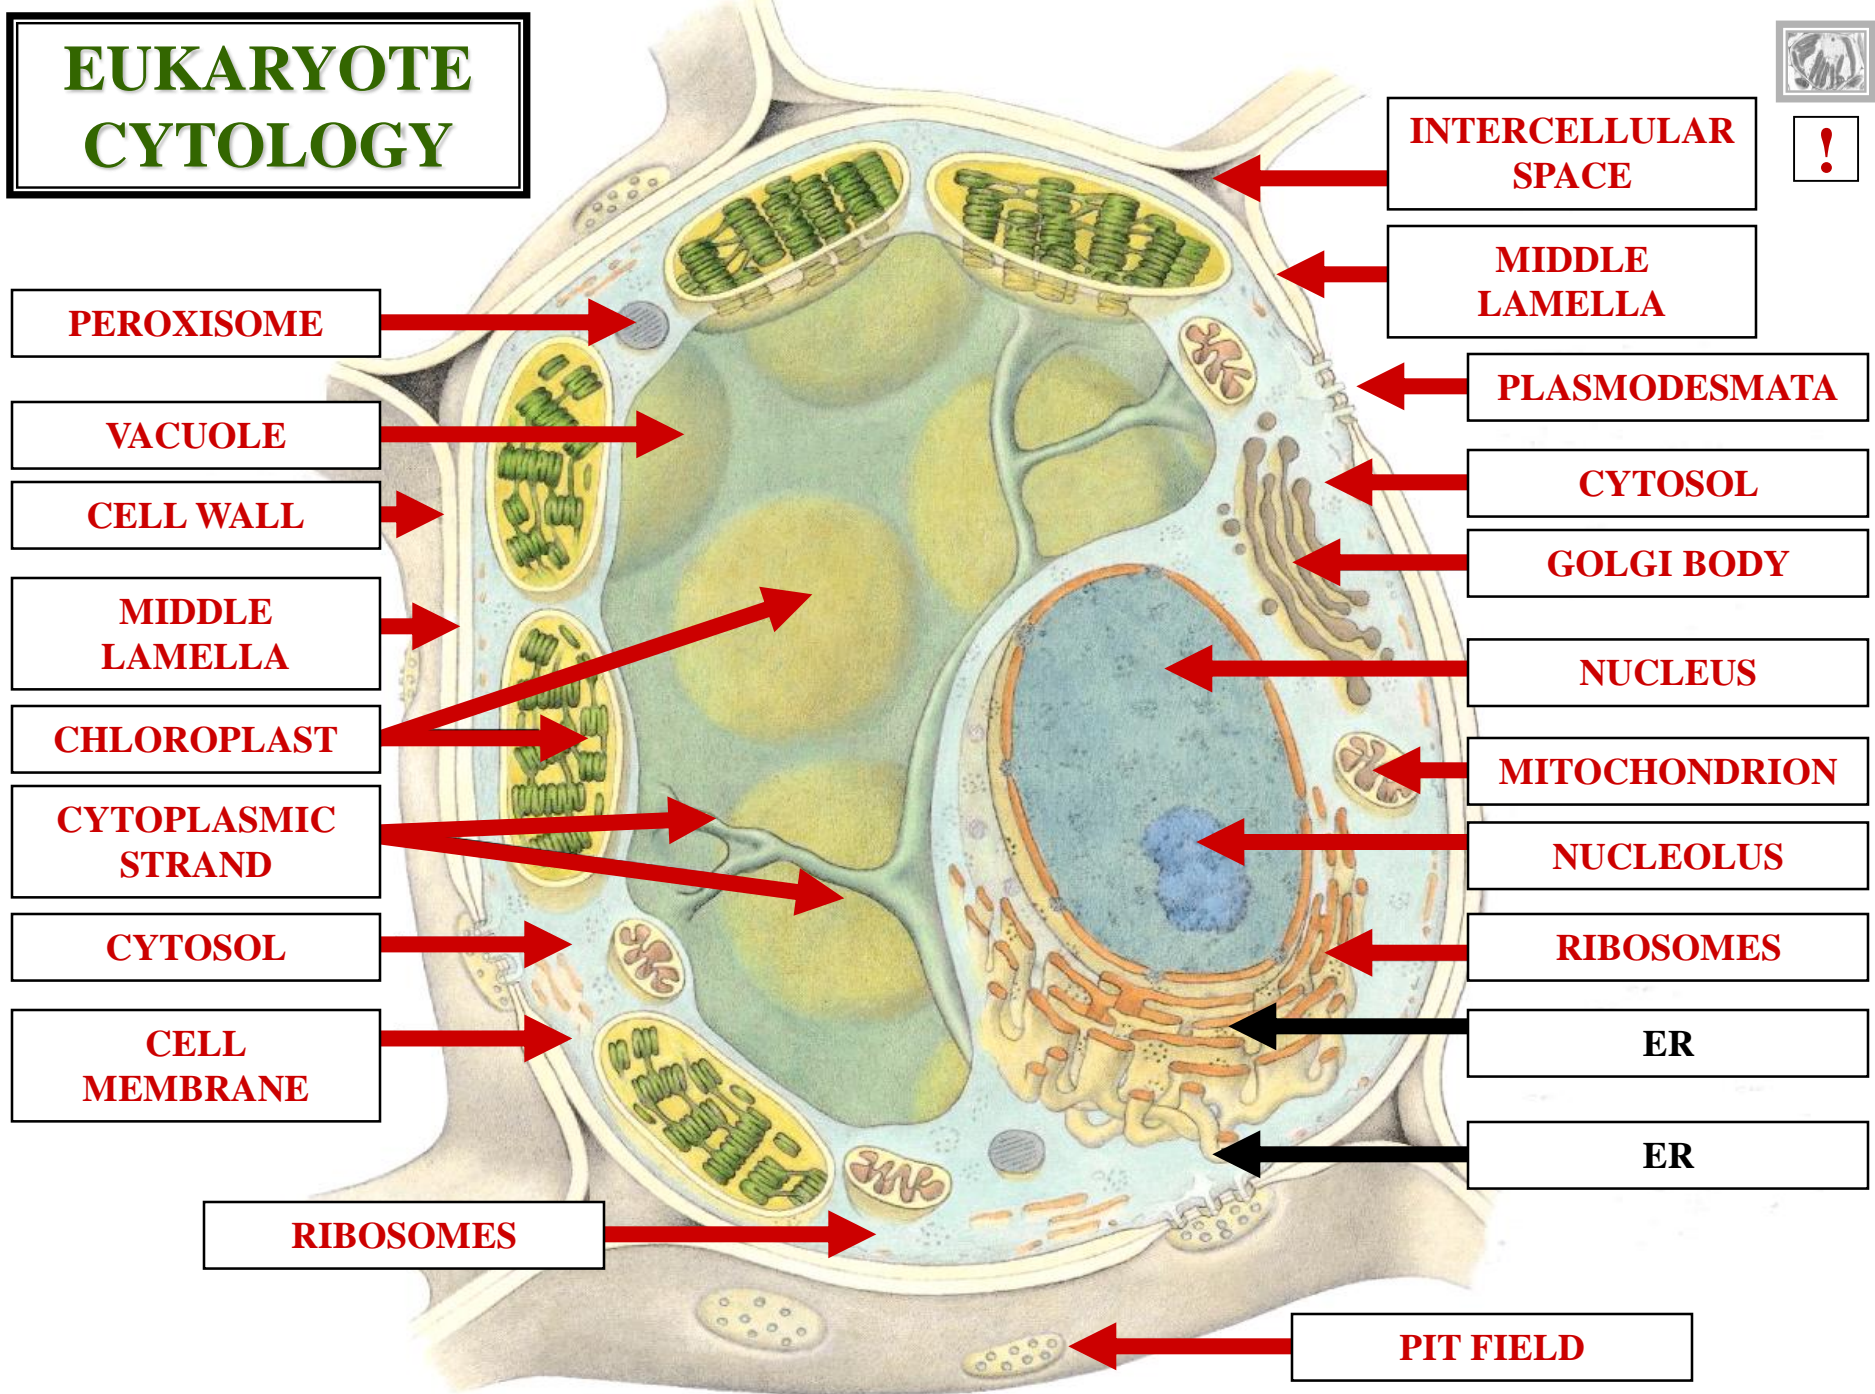 EUKARYOTE
CYTOLOGY
!
INTERCELLULAR
SPACE
MIDDLE
LAMELLA
PLASMODESMATA
CYTOSOL
GOLGI BODY
NUCLEUS
MITOCHONDRION
NUCLEOLUS
RIBOSOMES
ER
ER
PIT FIELD
PEROXISOME
VACUOLE
CELL WALL
MIDDLE
LAMELLA
CHLOROPLAST
CYTOPLASMIC
STRAND
CYTOSOL
CELL
MEMBRANE
RIBOSOMES